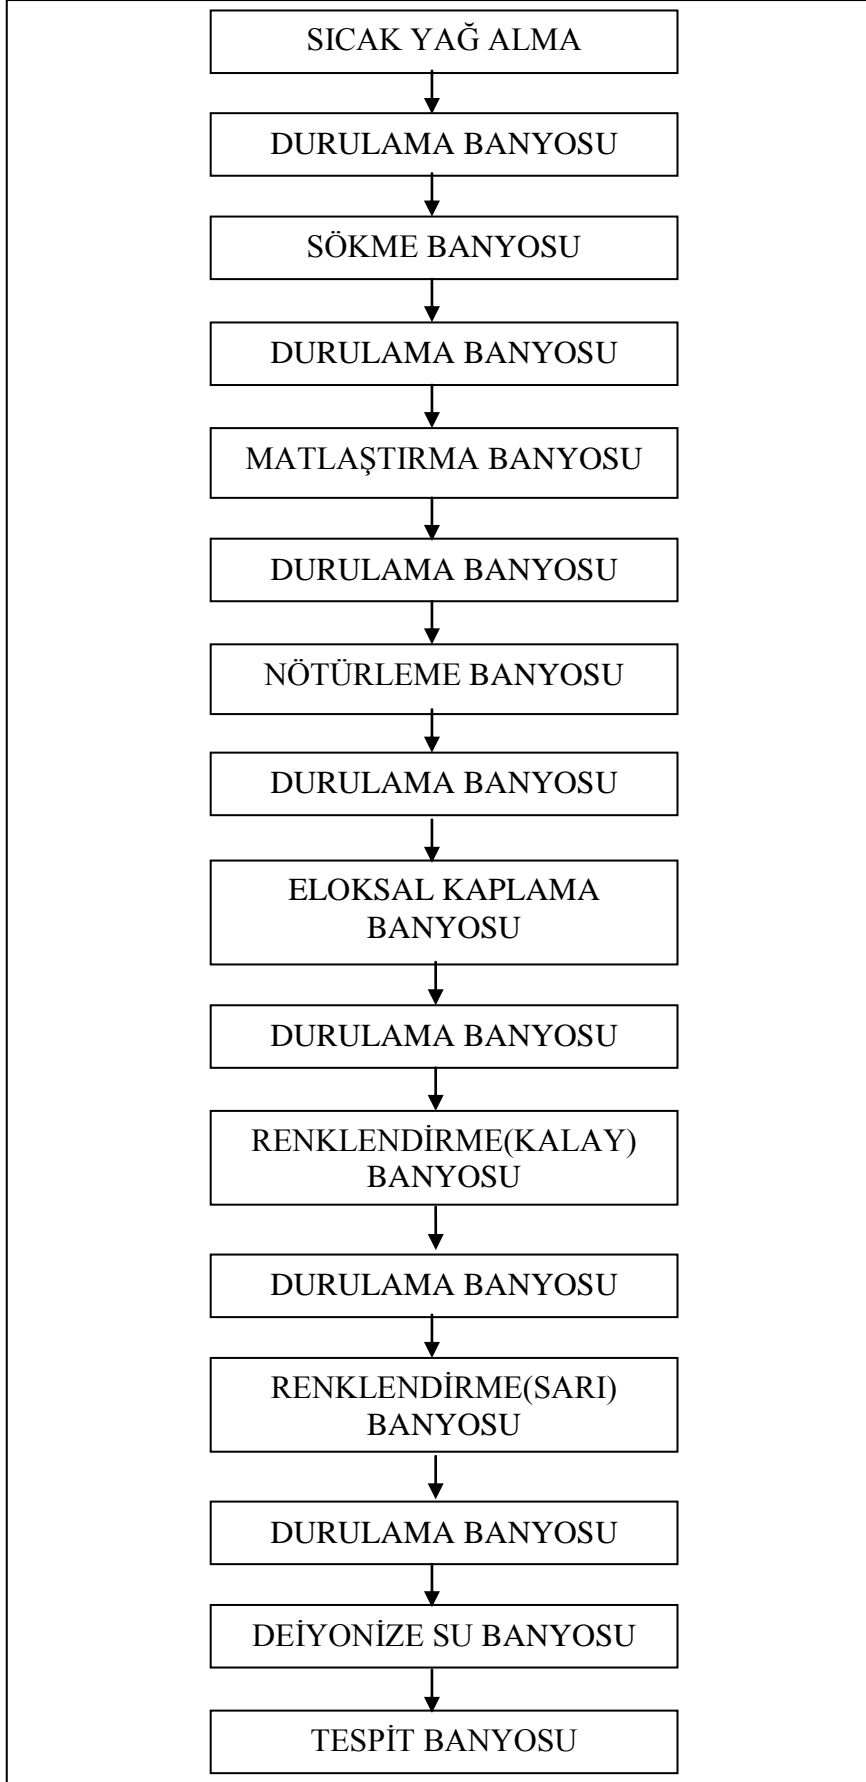 SICAK YAĞ ALMA
DURULAMA BANYOSU
SÖKME BANYOSU
DURULAMA BANYOSU
MATLAŞTIRMA BANYOSU
DURULAMA BANYOSU
NÖTÜRLEME BANYOSU
DURULAMA BANYOSU
ELOKSAL KAPLAMA
BANYOSU
DURULAMA BANYOSU
RENKLENDİRME(KALAY)
BANYOSU
DURULAMA BANYOSU
RENKLENDİRME(SARI)
BANYOSU
DURULAMA BANYOSU
DEİYONİZE SU BANYOSU
TESPİT BANYOSU